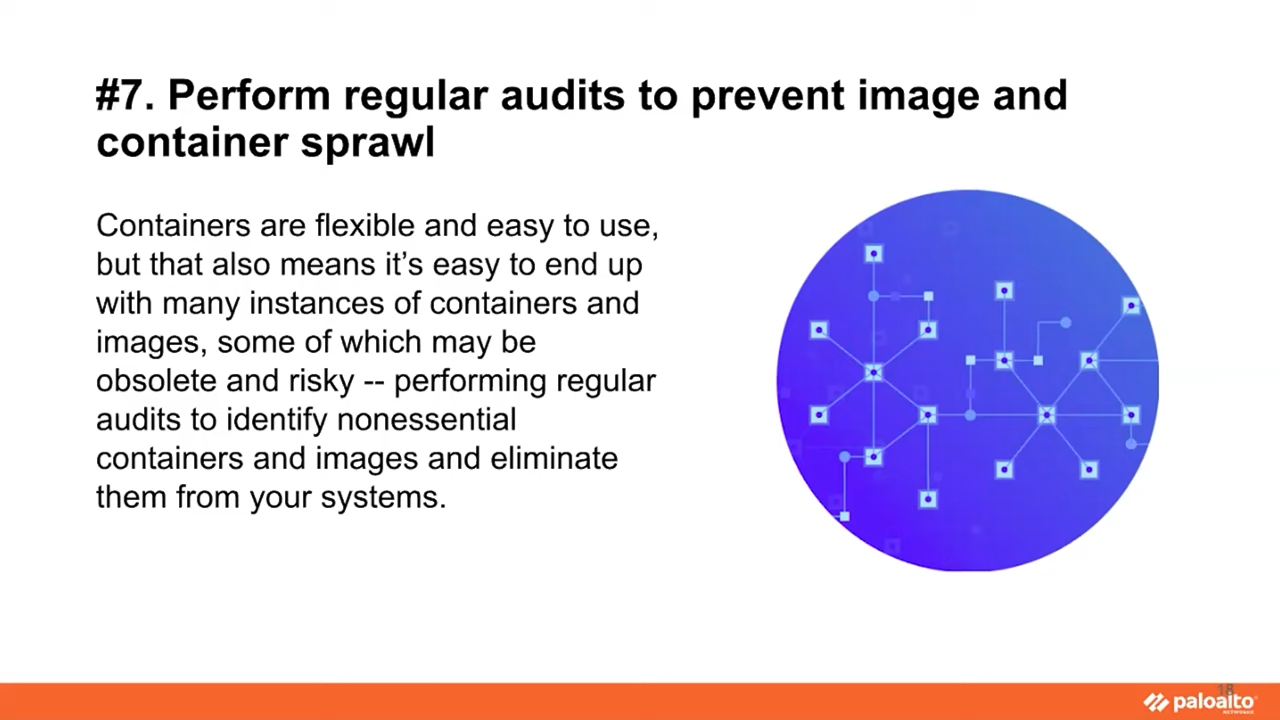 #7. Perform regular audits to prevent image and
container sprawl
Containers are flexible and easy to use,
but that also means it’s easy to end up
with many instances of containers and
images, some of which may be
obsolete and risky -- performing regular
audits to identify nonessential
containers and images and eliminate
them from your systems.
18
paloalto
NETWORKS